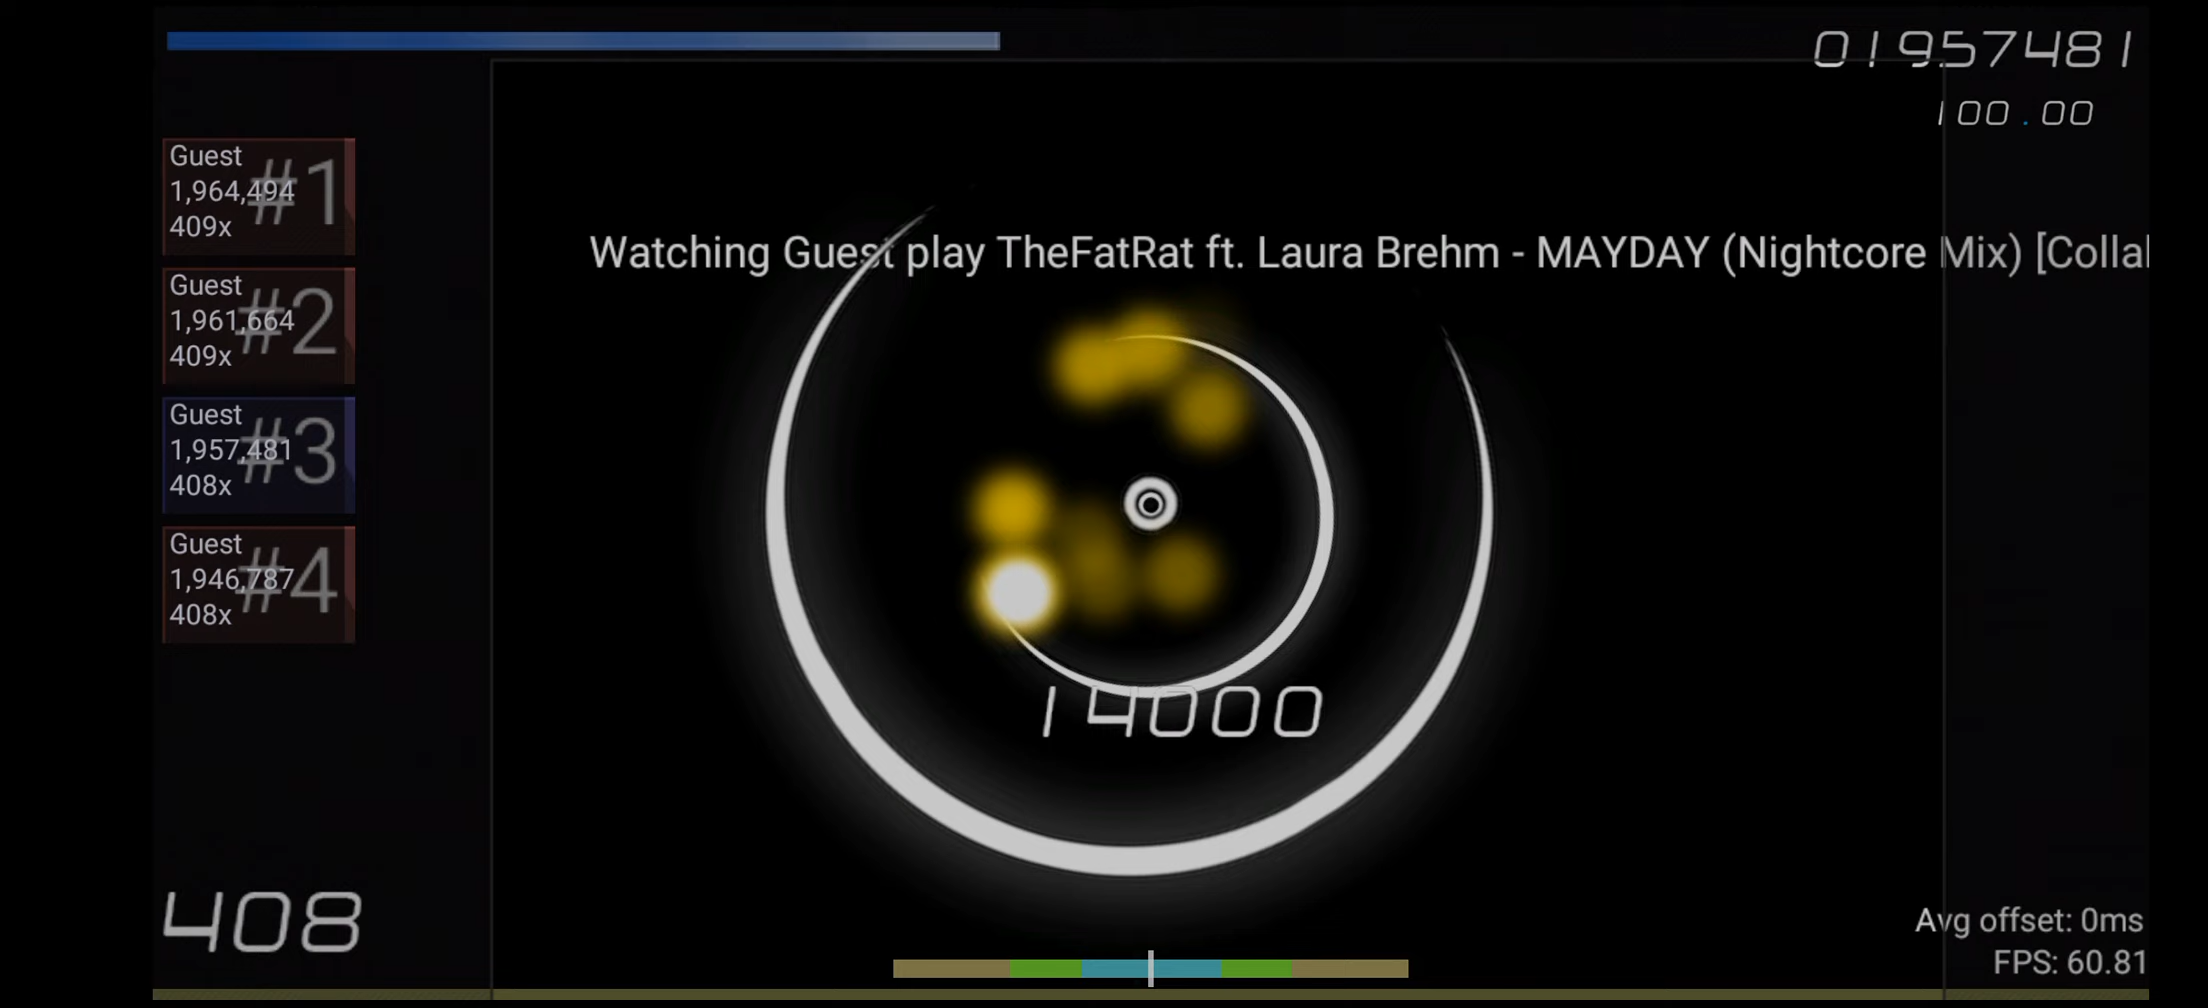 01957481
100.00
Guest
1,964,494
409x
#1
Guest
1,961,664
409x
#2
Guest
1,957,481
408x
#3
Guest
1,946,787
408x
#4
Watching Guest play TheFatRat ft. Laura Brehm - MAYDAY (Nightcore Mix) [Colla
14000
408
Avg offset: 0ms
FPS: 60.81